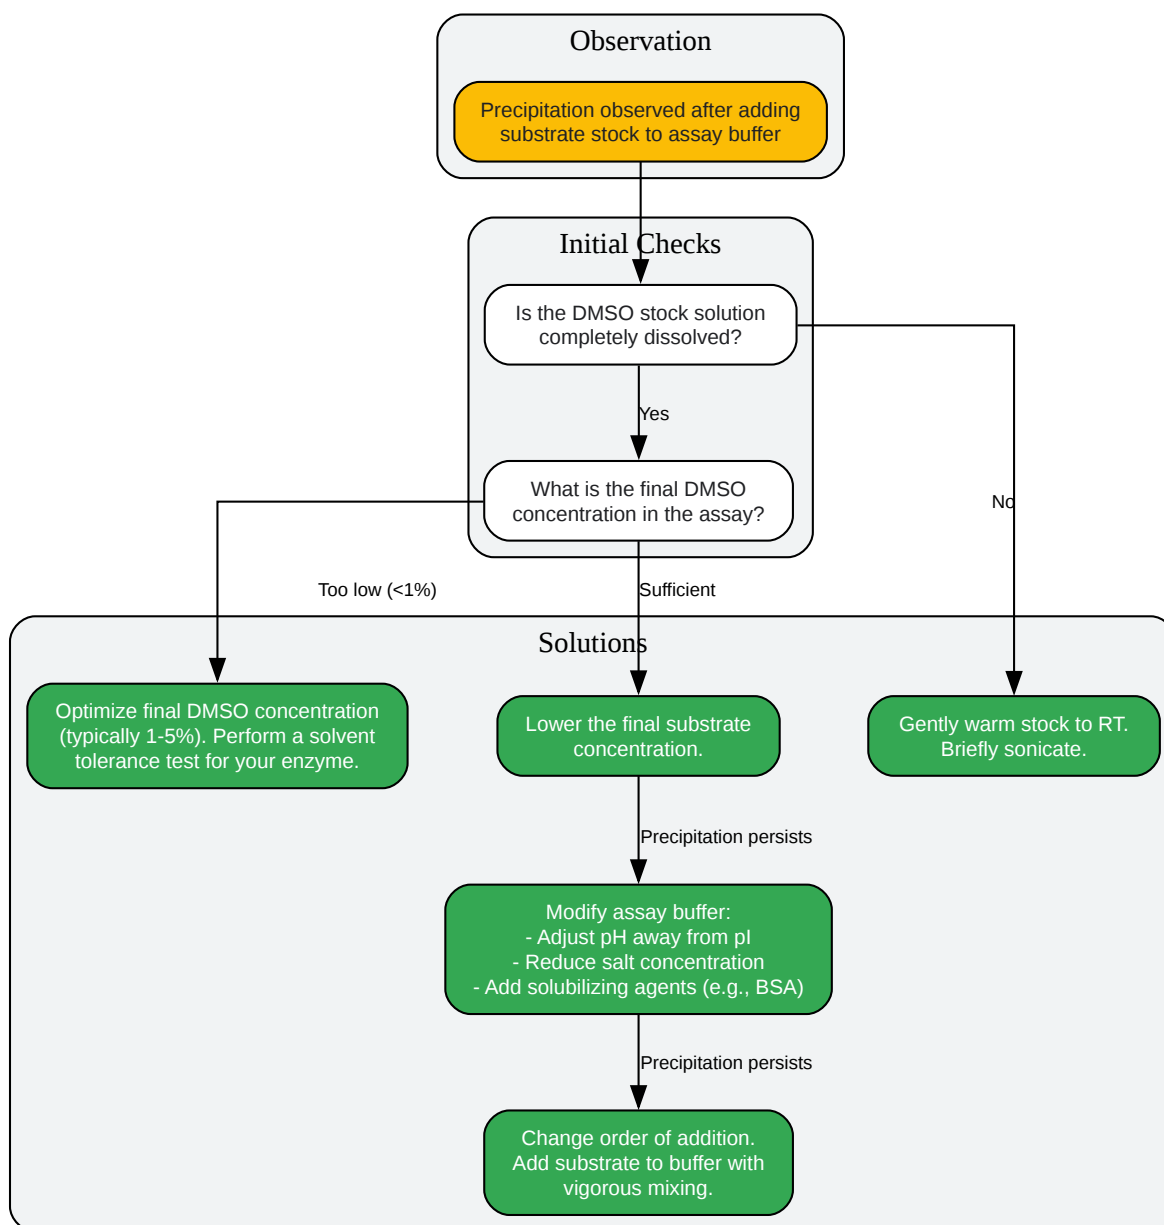 Observation
Precipitation observed after adding
substrate stock to assay buffer
Initial Checks
Is the DMSO stock solution
completely dissolved?
Yes
What is the final DMSO
concentration in the assay?
No
Too low (<1%)
Sufficient
Solutions
Optimize final DMSO concentration
(typically 1-5%). Perform a solvent
tolerance test for your enzyme.
Lower the final substrate
concentration.
Gently warm stock to RT.
Briefly sonicate.
Precipitation persists
Modify assay buffer:
- Adjust pH away from pI
- Reduce salt concentration
- Add solubilizing agents (e.g., BSA)
Precipitation persists
Change order of addition.
Add substrate to buffer with
vigorous mixing.